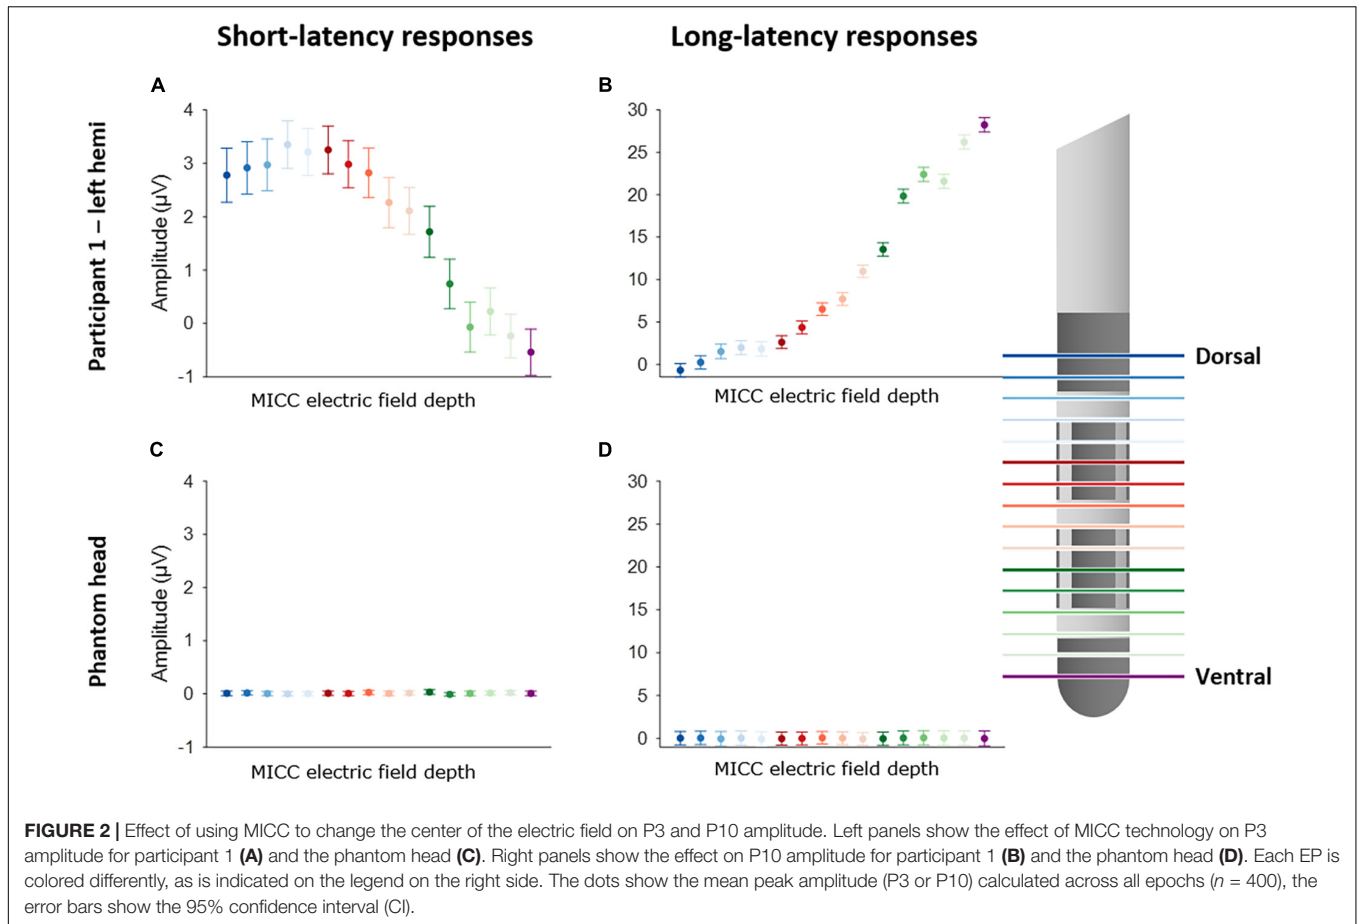 Short-latency responses
Long-latency responses
A
B
Participant 1 – left hemi
Amplitude (µV)
4
3
2
1
0
-1
MICC electric field depth
30
25
20
15
10
5
0
MICC electric field depth
Dorsal
Ventral
C
D
Phantom head
Amplitude (µV)
4
3
2
1
0
-1
MICC electric field depth
30
25
20
15
10
5
0
MICC electric field depth
FIGURE 2 | Effect of using MICC to change the center of the electric field on P3 and P10 amplitude. Left panels show the effect of MICC technology on P3
amplitude for participant 1 (A) and the phantom head (C). Right panels show the effect on P10 amplitude for participant 1 (B) and the phantom head (D). Each EP is
colored differently, as is indicated on the legend on the right side. The dots show the mean peak amplitude (P3 or P10) calculated across all epochs (n = 400), the
error bars show the 95% confidence interval (CI).